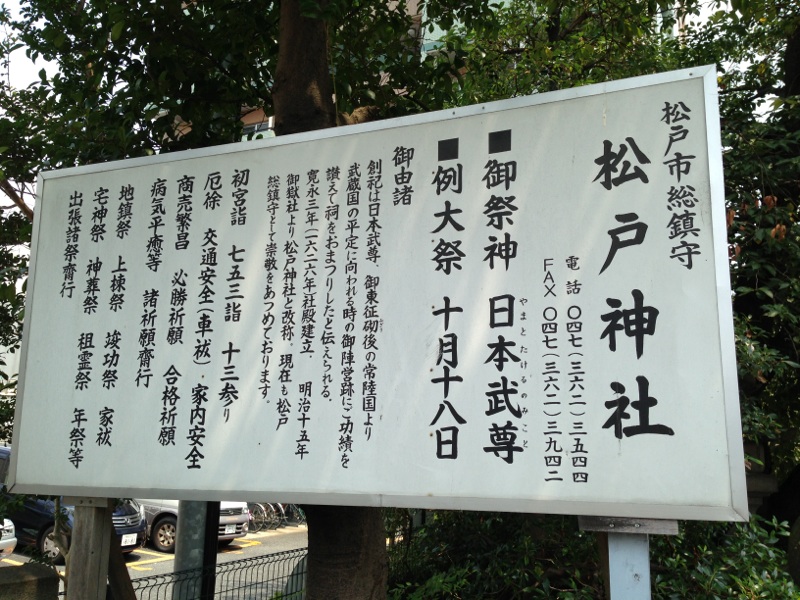 松戸市総鎮守
松戸神社
電話 〇四七(三六二)三五四四
FAX 〇四七(三六二)三九四二
■御祭神 日本武尊
やまとたけるのみこと
■例大祭 十月十八日
御由諸
創祀は日本武尊、御東征砌後の常陸国より
武蔵国の平定に向われる時の御陣営跡にご功績を
讃えて祠をおまつりしたと伝えられる。
寛永三年(一六二六年)社殿建立、 明治十五年
御嶽社より松戸神社と改称・現在も松戸
総鎮守として崇敬をあつめております。
初宮詣 七五三詣 十三参り
厄除 交通安全(車祓)・家内安全
商売繁昌 必勝祈願 合格祈願
病気平癒等 諸祈願齋行
地鎮祭 上棟祭 竣功祭 家祓
宅神祭 神葬祭 祖霊祭 年祭等
出張諸祭齋行